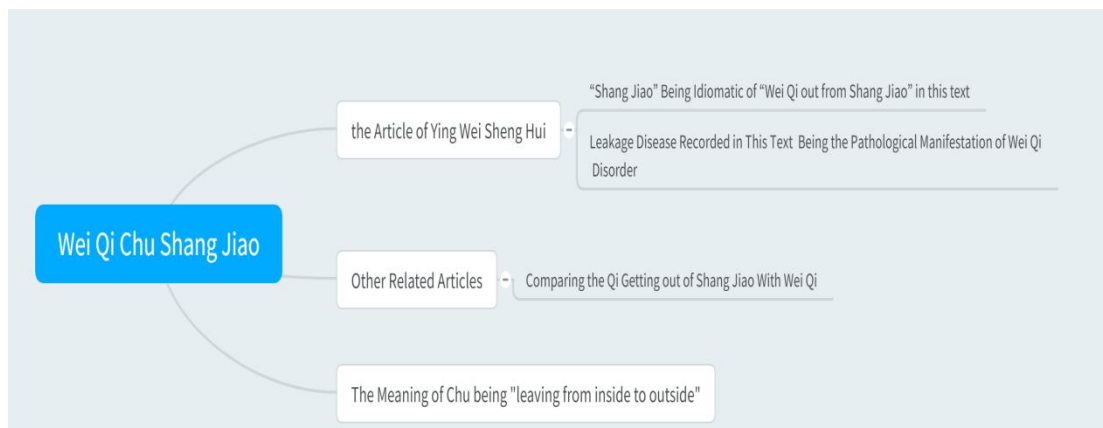 Wei Qi Chu Shang Jiao
the Article of Ying Wei Sheng Hui
“Shang Jiao” Being Idiomatic of “Wei Qi out from Shang Jiao” in this text
Leakage Disease Recorded in This Text Being the Pathological Manifestation of Wei Qi
Disorder
Other Related Articles
Comparing the Qi Getting out of Shang Jiao With Wei Qi
The Meaning of Chu being "leaving from inside to outside"